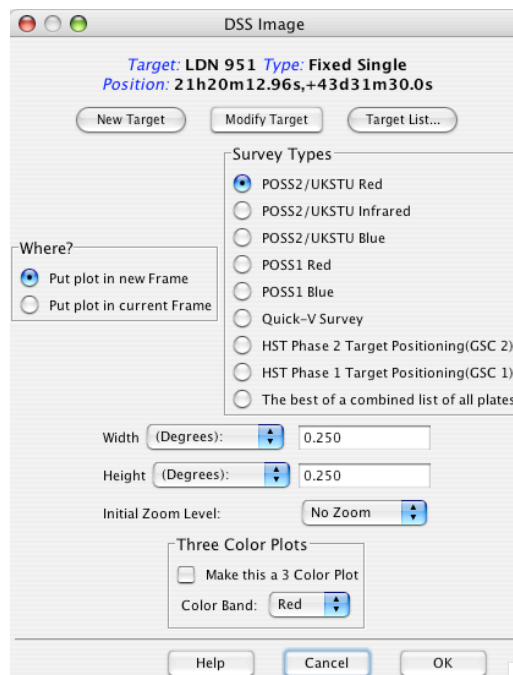 DSS Image
Target: LDN 951 Type: Fixed Single
Position: 21h20m12.96s,+43d31m30.0s
New Target
Modify Target
Target List...
Survey Types
POSS2/UKSTU Red
POSS2/UKSTU Infrared
POSS2/UKSTU Blue
POSS1 Red
POSS1 Blue
Quick-V Survey
HST Phase 2 Target Positioning(GSC 2)
HST Phase 1 Target Positioning(GSC 1)
The best of a combined list of all plates
Where?
Put plot in new Frame
Put plot in current Frame
Width (Degrees): 0.250
Height (Degrees): 0.250
Initial Zoom Level: No Zoom
Three Color Plots
Make this a 3 Color Plot
Color Band: Red
Help
Cancel
OK